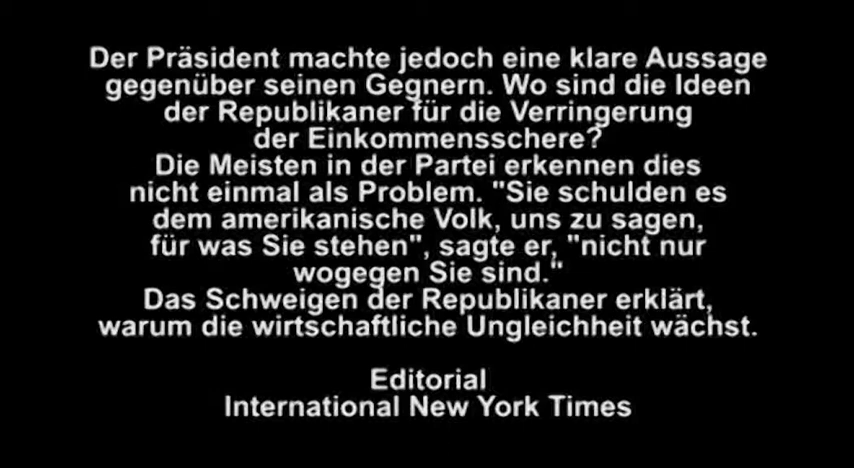 Der Präsident machte jedoch eine klare Aussage
gegenüber seinen Gegnern. Wo sind die Ideen
der Republikaner für die Verringerung
der Einkommensschere?
Die Meisten in der Partei erkennen dies
nicht einmal als Problem. "Sie schulden es
dem amerikanische Volk, uns zu sagen,
für was Sie stehen", sagte er, "nicht nur
wogegen Sie sind."
Das Schweigen der Republikaner erklärt,
warum die wirtschaftliche Ungleichheit wächst.
Editorial
International New York Times